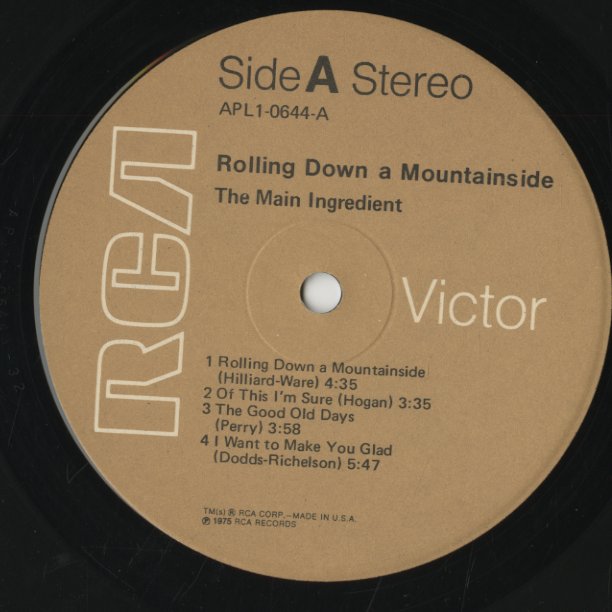 Side A Stereo
APL1-0644-A
Rolling Down a Mountainside
The Main Ingredient
RCA
Victor
1 Rolling Down a Mountainside
(Hilliard-Ware) 4:35
2 Of This I'm Sure (Hogan) 3:35
3 The Good Old Days
(Perry) 3:58
4 I Want to Make You Glad
(Dodds-Richelson) 5:47
TM(s) ® RCA CORP.—MADE IN U.S.A.
℗ 1975 RCA RECORDS